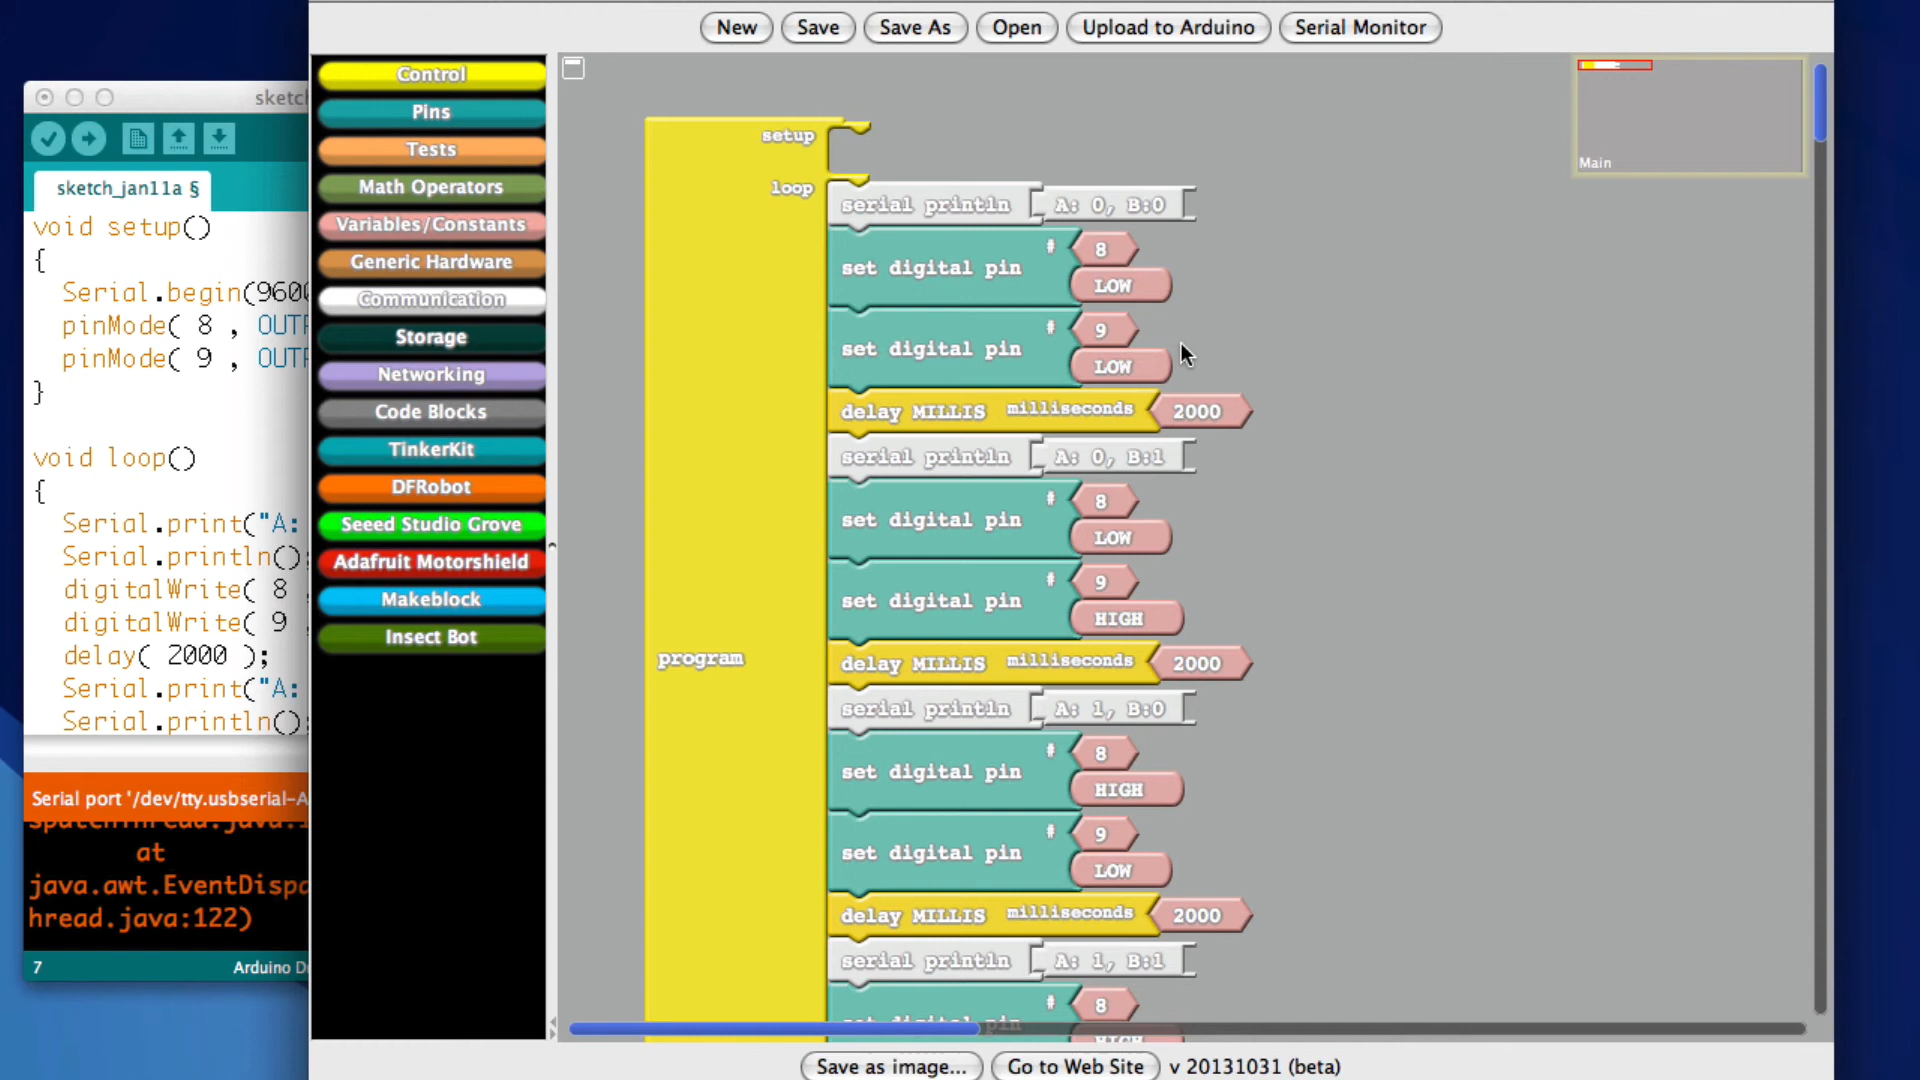 New Save Save As Open Upload to Arduino Serial Monitor
Control
Pins
Tests
Math Operators
Variables/Constants
Generic Hardware
Communication
Storage
Networking
Code Blocks
TinkerKit
DFRobot
Seeed Studio Grove
Adafruit Motorshield
Makeblock
Insect Bot
sketch_jan11a §
void setup()
{
Serial.begin(9600
pinMode( 8 ,
pinMode( 9 ,
}
void loop()
{
Serial.print("A:
Serial.println()
digitalWrite( 8
digitalWrite( 9
delay( 2000 );
Serial.print("A:
Serial.println()
Serial port '/dev/tty.usbserial-A
at
java.awt.EventDispa
hread.java:122)
7 Arduino
program
setup
loop
serial println A: 0, B:0
set digital pin # 8
LOW
set digital pin # 9
LOW
delay MILLIS milliseconds 2000
serial println A: 0, B:1
set digital pin # 8
LOW
set digital pin # 9
HIGH
delay MILLIS milliseconds 2000
serial println A: 1, B:0
set digital pin # 8
HIGH
set digital pin # 9
LOW
delay MILLIS milliseconds 2000
serial println A: 1, B:1
set digital pin # 8
HIGH
Main
Save as image... Go to Web Site v 20131031 (beta)